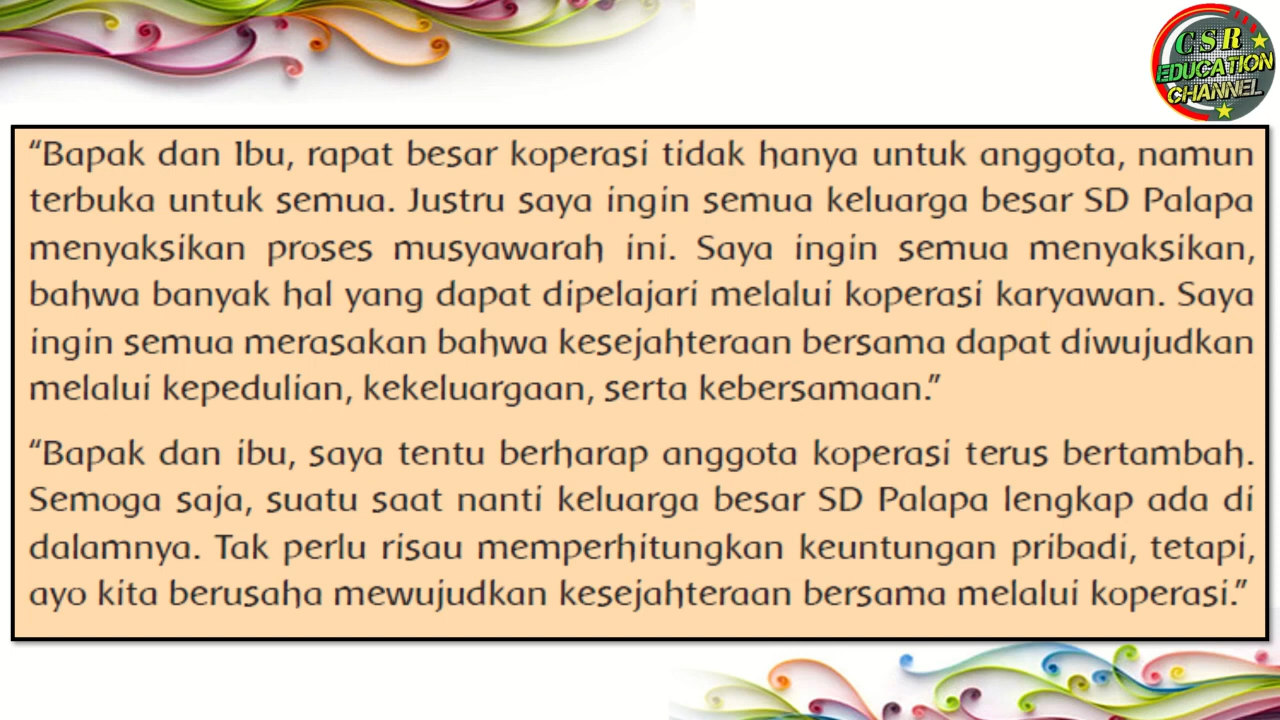 CSR
EDUCATION
CHANNEL
“Bapak dan Ibu, rapat besar koperasi tidak hanya untuk anggota, namun
terbuka untuk semua. Justru saya ingin semua keluarga besar SD Palapa
menyaksikan proses musyawarah ini. Saya ingin semua menyaksikan,
bahwa banyak hal yang dapat dipelajari melalui koperasi karyawan. Saya
ingin semua merasakan bahwa kesejahteraan bersama dapat diwujudkan
melalui kepedulian, kekeluargaan, serta kebersamaan.”
“Bapak dan ibu, saya tentu berharap anggota koperasi terus bertambah.
Semoga saja, suatu saat nanti keluarga besar SD Palapa lengkap ada di
dalamnya. Tak perlu risau memperhitungkan keuntungan pribadi, tetapi,
ayo kita berusaha mewujudkan kesejahteraan bersama melalui koperasi.”